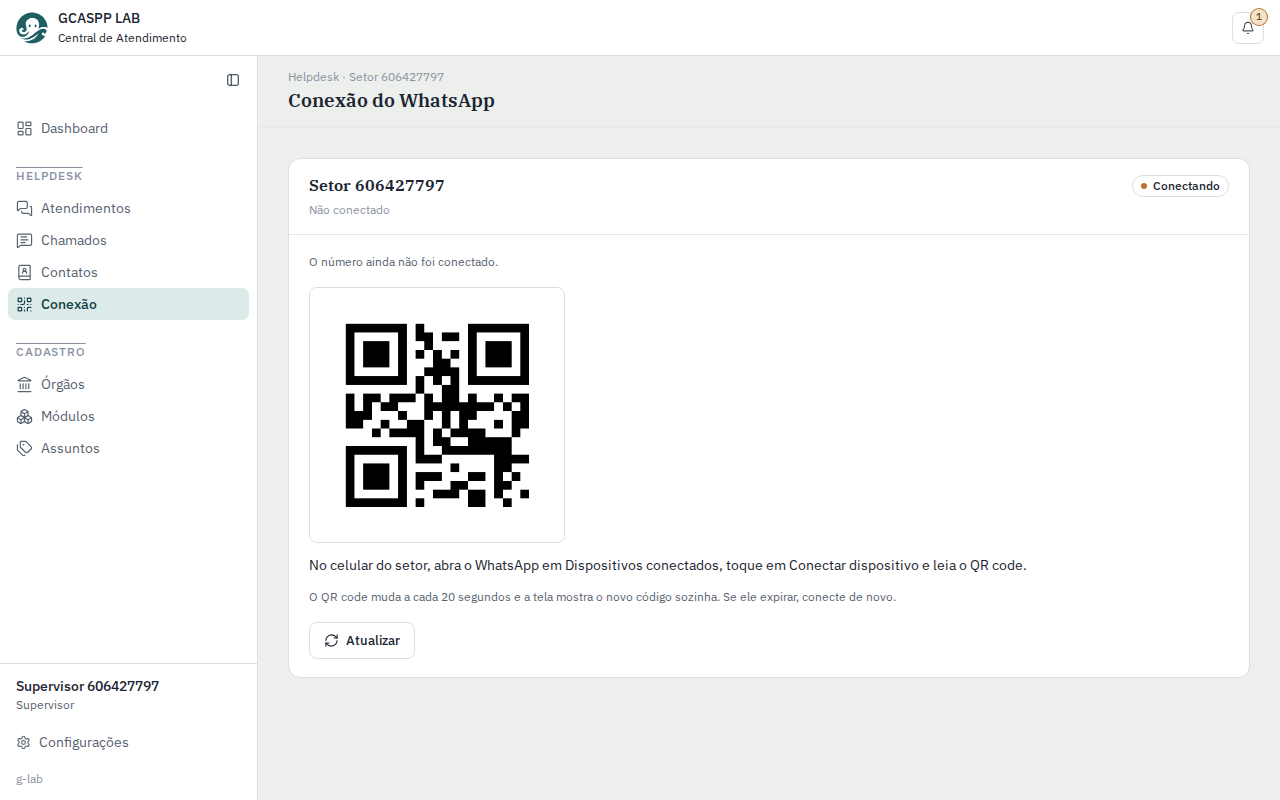 GCASPP LAB
Central de Atendimento
1
Helpdesk · Setor 606427797
Conexão do WhatsApp
Dashboard
HELPDESK
Atendimentos
Chamados
Contatos
Conexão
CADASTRO
Órgãos
Módulos
Assuntos
Setor 606427797
Conectando
Não conectado
O número ainda não foi conectado.
No celular do setor, abra o WhatsApp em Dispositivos conectados, toque em Conectar dispositivo e leia o QR code.
O QR code muda a cada 20 segundos e a tela mostra o novo código sozinha. Se ele expirar, conecte de novo.
Atualizar
Supervisor 606427797
Supervisor
Configurações
g-lab